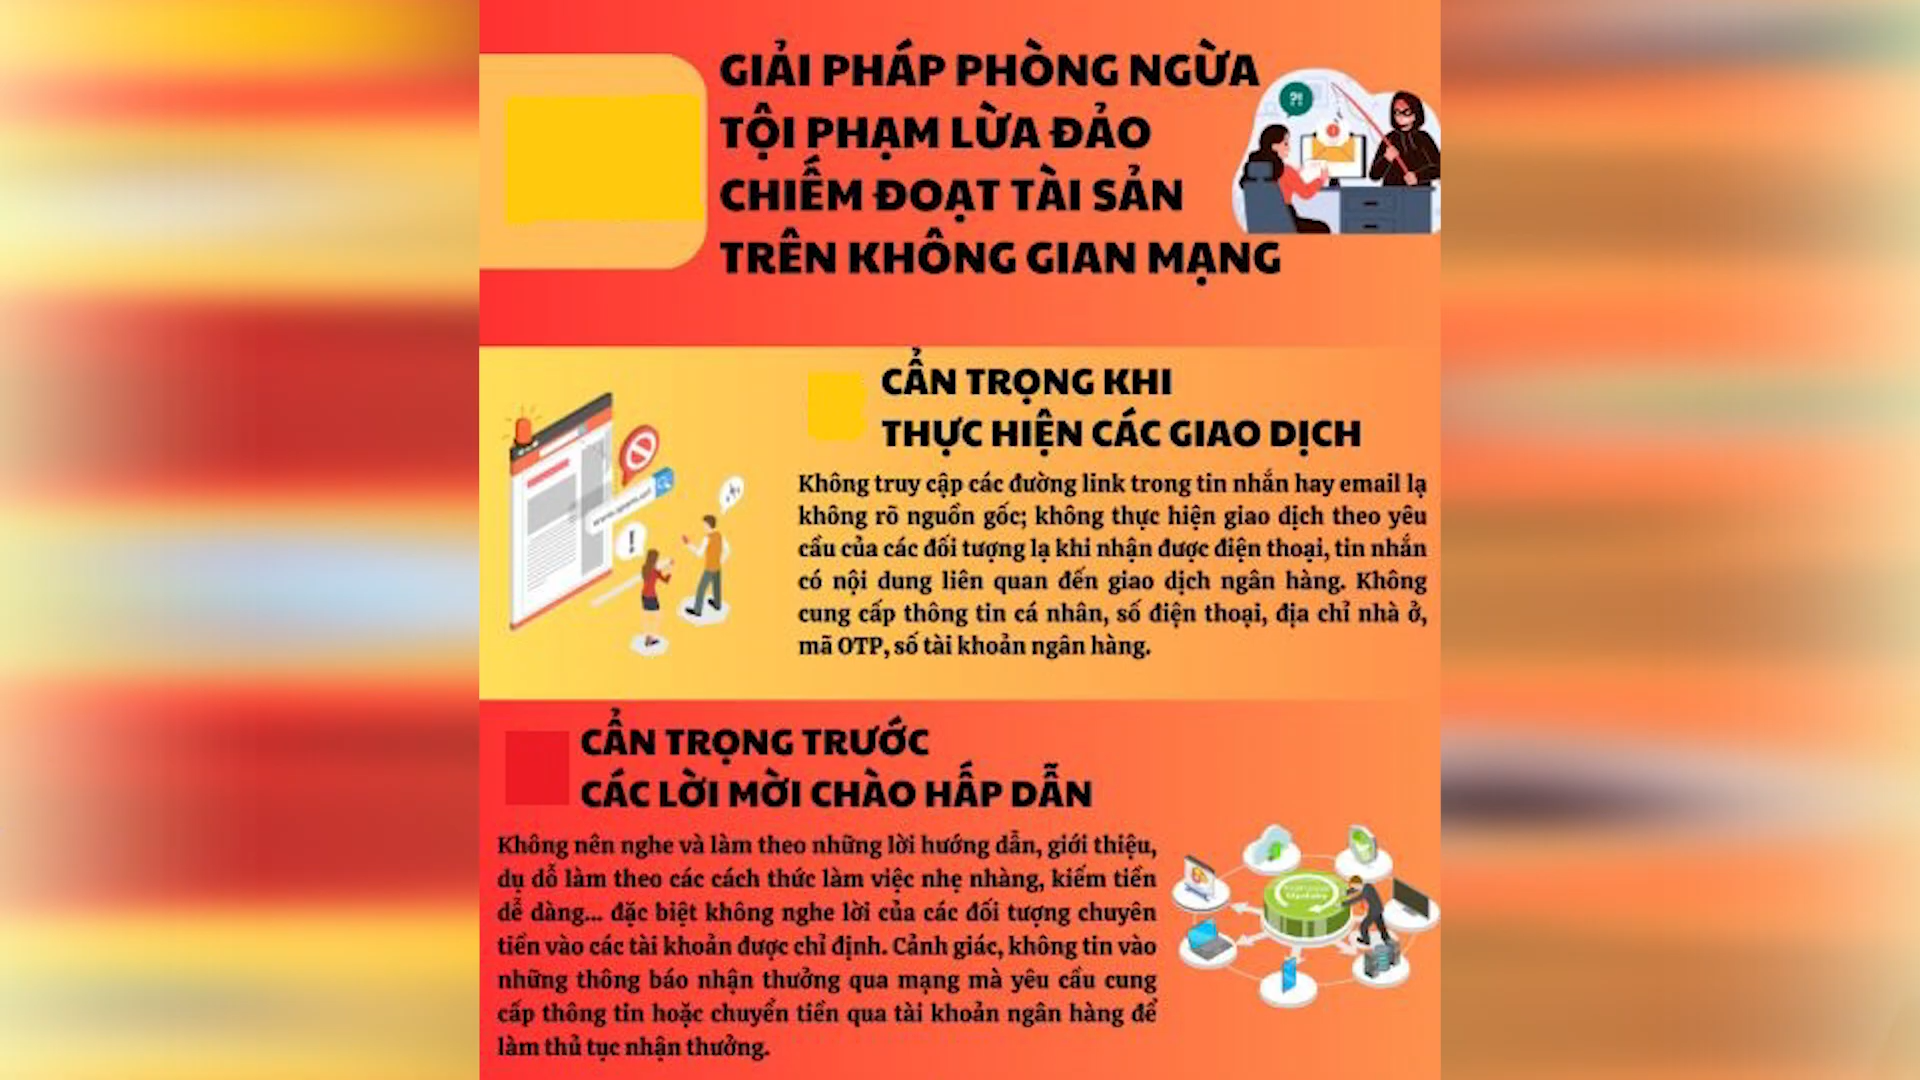 GIẢI PHÁP PHÒNG NGỪA
TỘI PHẠM LỪA ĐẢO
CHIẾM ĐOẠT TÀI SẢN
TRÊN KHÔNG GIAN MẠNG
?!
CẨN TRỌNG KHI
THỰC HIỆN CÁC GIAO DỊCH
!
Không truy cập các đường link trong tin nhắn hay email lạ
không rõ nguồn gốc; không thực hiện giao dịch theo yêu
cầu của các đối tượng lạ khi nhận được điện thoại, tin nhắn
có nội dung liên quan đến giao dịch ngân hàng. Không
cung cấp thông tin cá nhân, số điện thoại, địa chỉ nhà ở,
mã OTP, số tài khoản ngân hàng.
CẨN TRỌNG TRƯỚC
CÁC LỜI MỜI CHÀO HẤP DẪN
Không nên nghe và làm theo những lời hướng dẫn, giới thiệu,
dụ dỗ làm theo các cách thức làm việc nhẹ nhàng, kiếm tiền
dễ dàng... đặc biệt không nghe lời của các đối tượng chuyên
tiền vào các tài khoản được chỉ định. Cảnh giác, không tin vào
những thông báo nhận thưởng qua mạng mà yêu cầu cung
cấp thông tin hoặc chuyển tiền qua tài khoản ngân hàng để
làm thủ tục nhận thưởng.